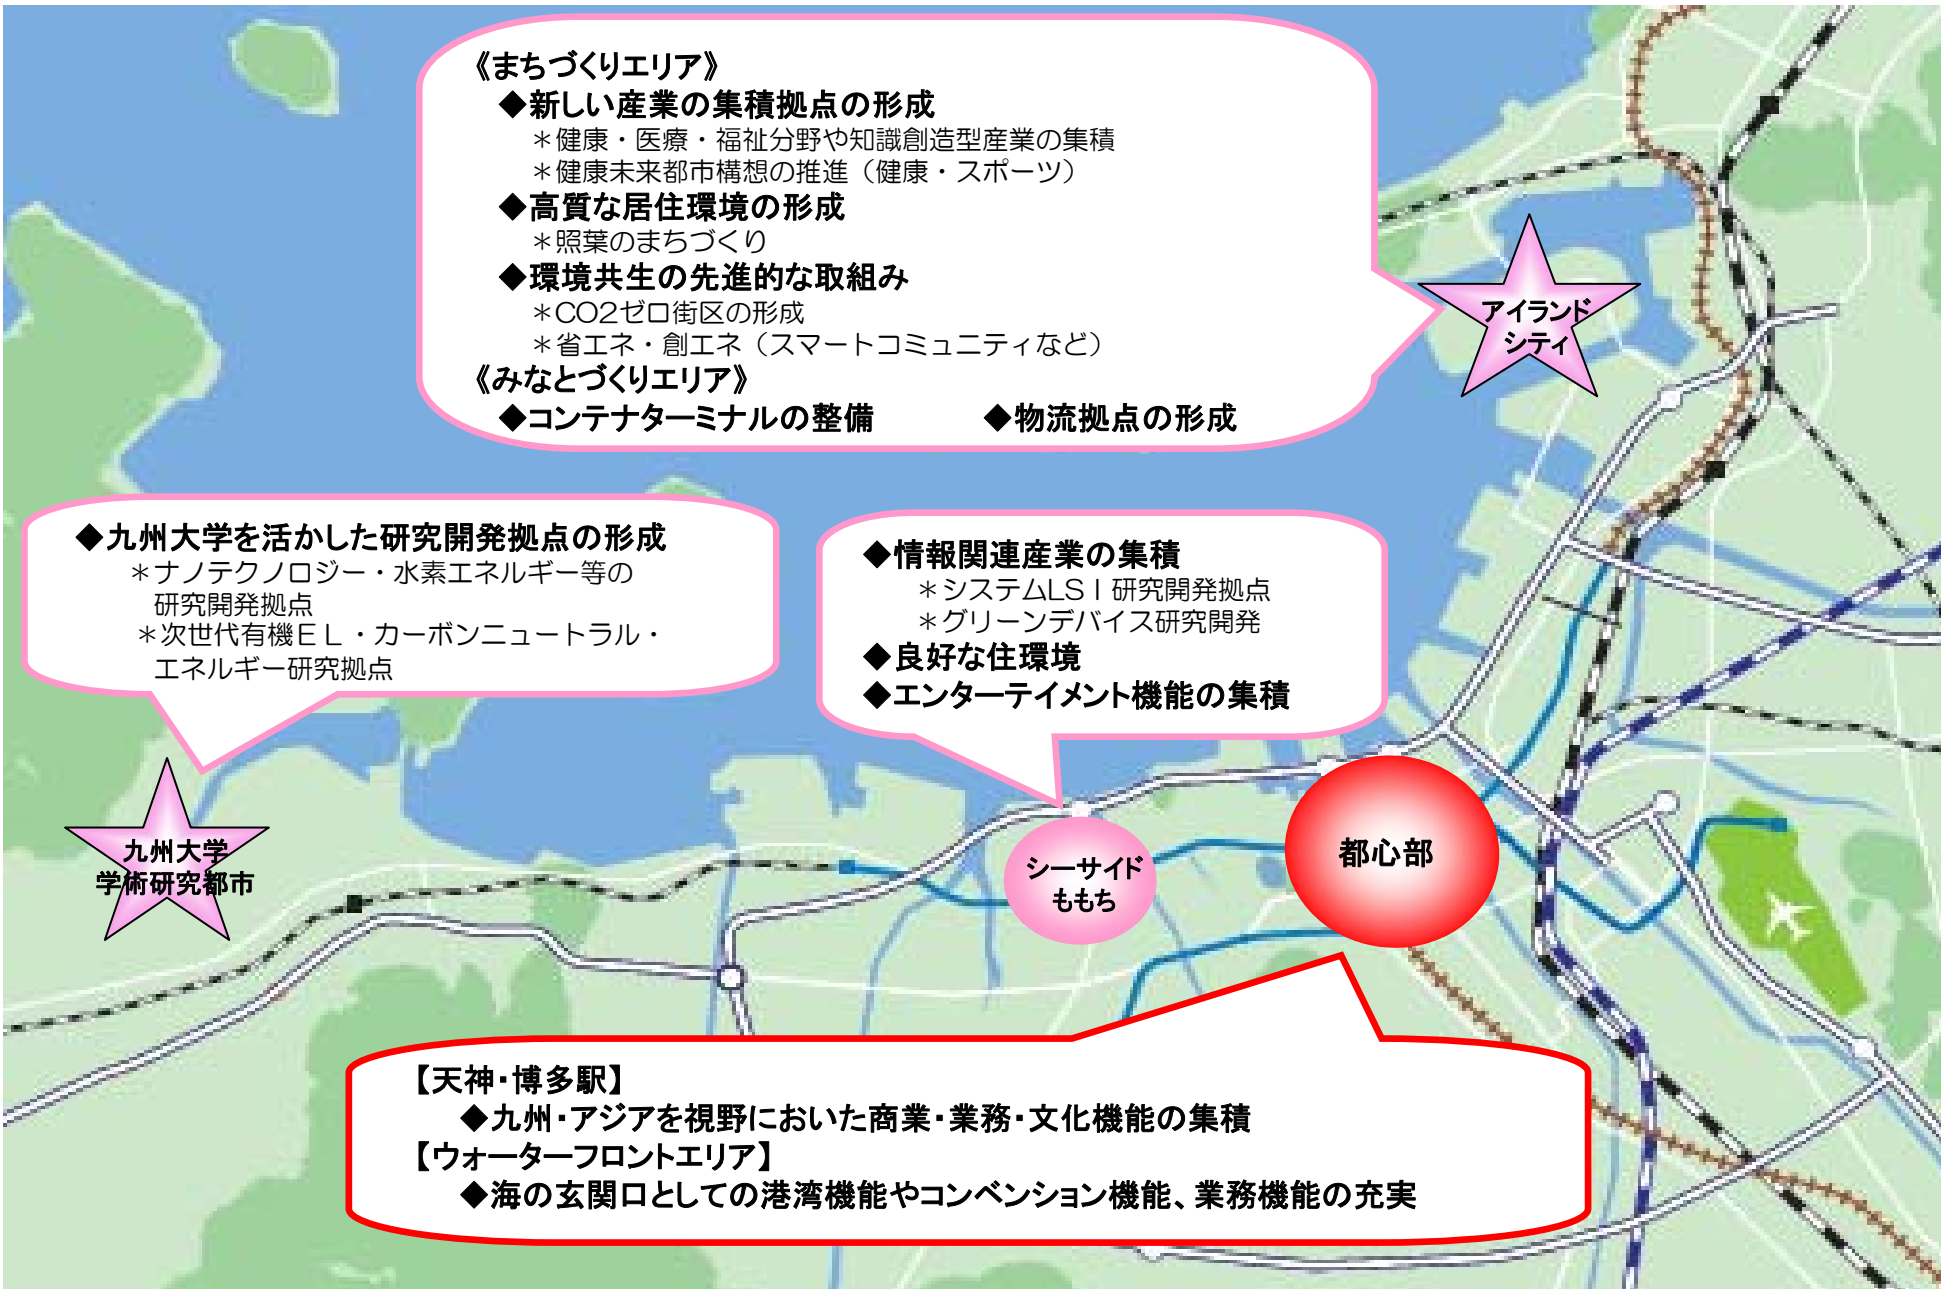 《まちづくりエリア》
◆新しい産業の集積拠点の形成
＊健康・医療・福祉分野や知識創造型産業の集積
＊健康未来都市構想の推進（健康・スポーツ）
◆高質な居住環境の形成
＊照葉のまちづくり
◆環境共生の先進的な取組み
＊CO2ゼロ街区の形成
＊省エネ・創エネ（スマートコミュニティなど）
《みなとづくりエリア》
◆コンテナターミナルの整備　◆物流拠点の形成
アイランド
シティ
◆九州大学を活かした研究開発拠点の形成
＊ナノテクノロジー・水素エネルギー等の
研究開発拠点
＊次世代有機ＥＬ・カーボンニュートラル・
エネルギー研究拠点
九州大学
学術研究都市
◆情報関連産業の集積
＊システムLSI研究開発拠点
＊グリーンデバイス研究開発
◆良好な住環境
◆エンターテイメント機能の集積
シーサイド
ももち
都心部
【天神・博多駅】
◆九州・アジアを視野においた商業・業務・文化機能の集積
【ウォーターフロントエリア】
◆海の玄関口としての港湾機能やコンベンション機能、業務機能の充実